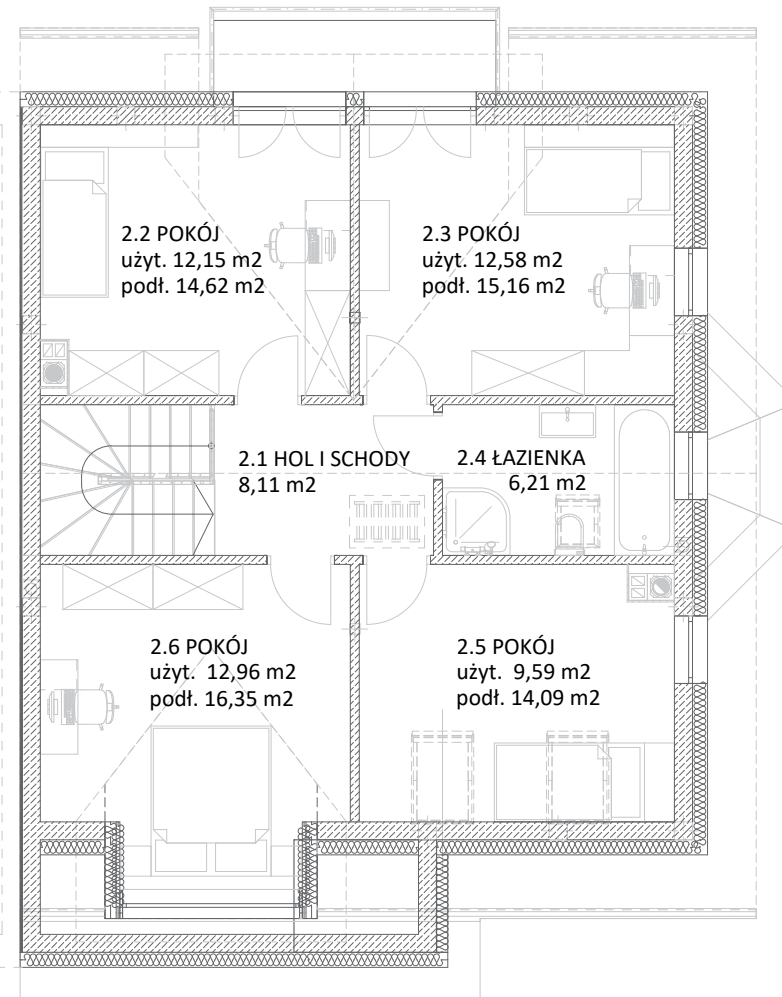 2.2 POKÓJ
użyt. 12,15 m2
podł. 14,62 m2
2.3 POKÓJ
użyt. 12,58 m2
podł. 15,16 m2
2.1 HOL I SCHODY
8,11 m2
2.4 ŁAZIENKA
6,21 m2
2.6 POKÓJ
użyt. 12,96 m2
podł. 16,35 m2
2.5 POKÓJ
użyt. 9,59 m2
podł. 14,09 m2